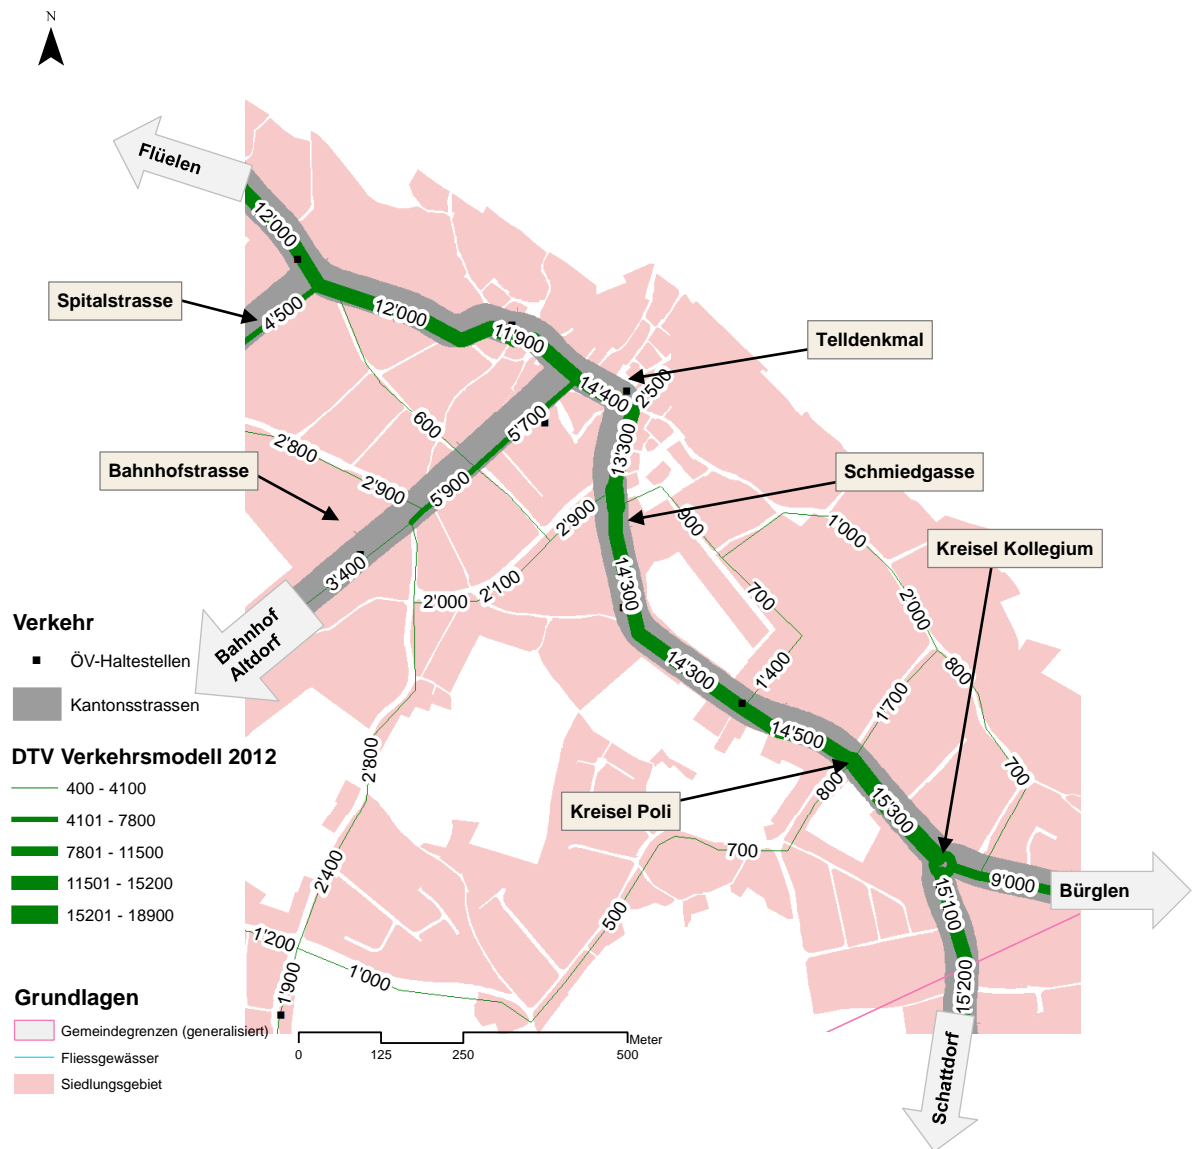 N
Flüelen
12'000
Spitalstrasse
4'500
12'000
11'900
Telldenkmal
14'400
2'500
5'700
13'300
600
2'800
Bahnhofstrasse
2'900
5'900
2'900
Schmiedgasse
900
1'000
Kreisel Kollegium
3'400
2'100
2'000
14'300
700
2'000
Bahnhof
Altdorf
14'300
1'400
800
1'700
14'500
2'800
700
Kreisel Poli
800
15'300
2'400
700
9'000
Bürglen
15'100
500
1'200
1'000
1'900
15'200
Schattdorf
Verkehr
ÖV-Haltestellen
Kantonsstrassen
DTV Verkehrsmodell 2012
400 - 4100
4101 - 7800
7801 - 11500
11501 - 15200
15201 - 18900
Grundlagen
Gemeindegrenzen (generalisiert)
Fliessgewässer
Siedlungsgebiet
Meter
0 125 250 500